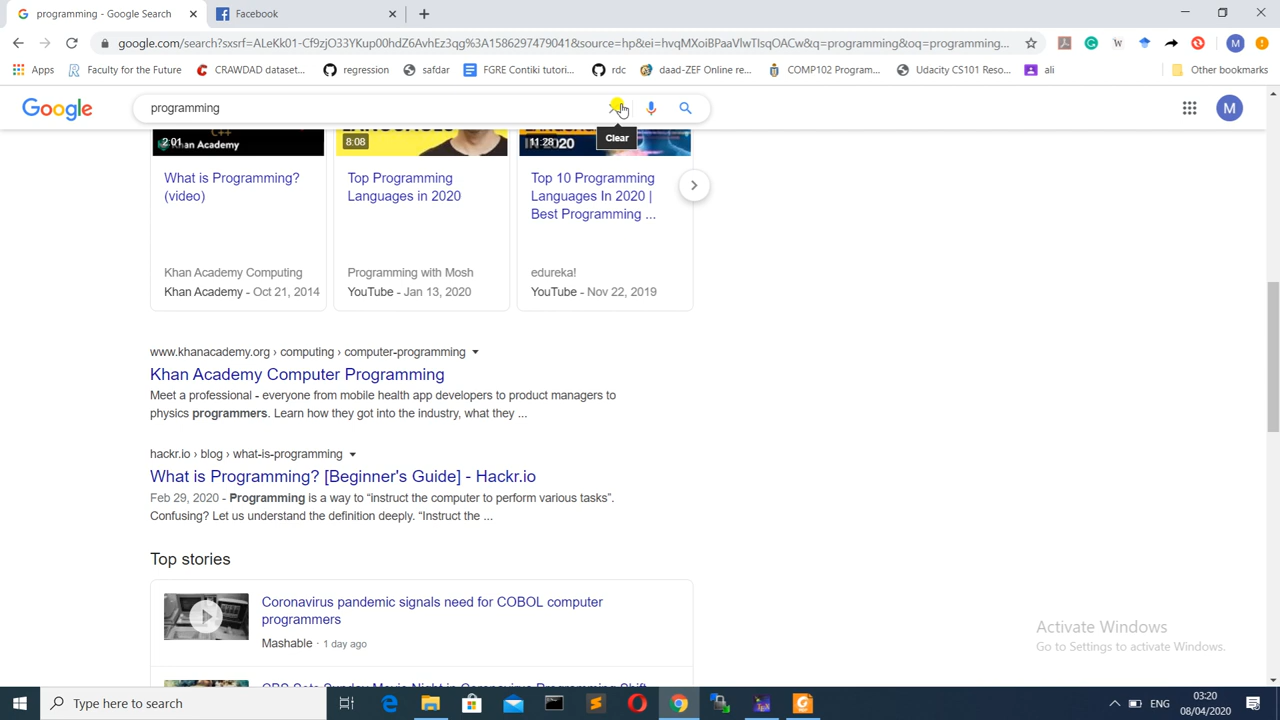 programming - Google Search
Facebook
google.com/search?sxsrf=ALeKk01-Cf9zjO33YKup00hdZ6AvhEz3qg%3A1586297479041&source=hp&ei=hvqMXoiBPaaVlwTIsqOACw&q=programming&oq=programming...
Apps
Faculty for the Future
CRAWDAD dataset...
regression
safdar
FGRE Contiki tutori...
rdc
daad-ZEF Online re...
COMP102 Program...
Udacity CS101 Reso...
ali
Other bookmarks
Google
programming
M
Clear
2:01
C++
Khan Academy
8:08
11:28
IN 2020
What is Programming? (video)
Khan Academy Computing
Khan Academy - Oct 21, 2014
Top Programming
Languages in 2020
Programming with Mosh
YouTube - Jan 13, 2020
Top 10 Programming
Languages In 2020 |
Best Programming ...
edureka!
YouTube - Nov 22, 2019
www.khanacademy.org › computing › computer-programming
Khan Academy Computer Programming
Meet a professional - everyone from mobile health app developers to product managers to
physics programmers. Learn how they got into the industry, what they ...
hackr.io › blog › what-is-programming
What is Programming? [Beginner's Guide] - Hackr.io
Feb 29, 2020 - Programming is a way to “instruct the computer to perform various tasks”.
Confusing? Let us understand the definition deeply. “Instruct the ...
Top stories
Coronavirus pandemic signals need for COBOL computer
programmers
Mashable · 1 day ago
Activate Windows
Go to Settings to activate Windows.
Type here to search
ENG
03:20
08/04/2020